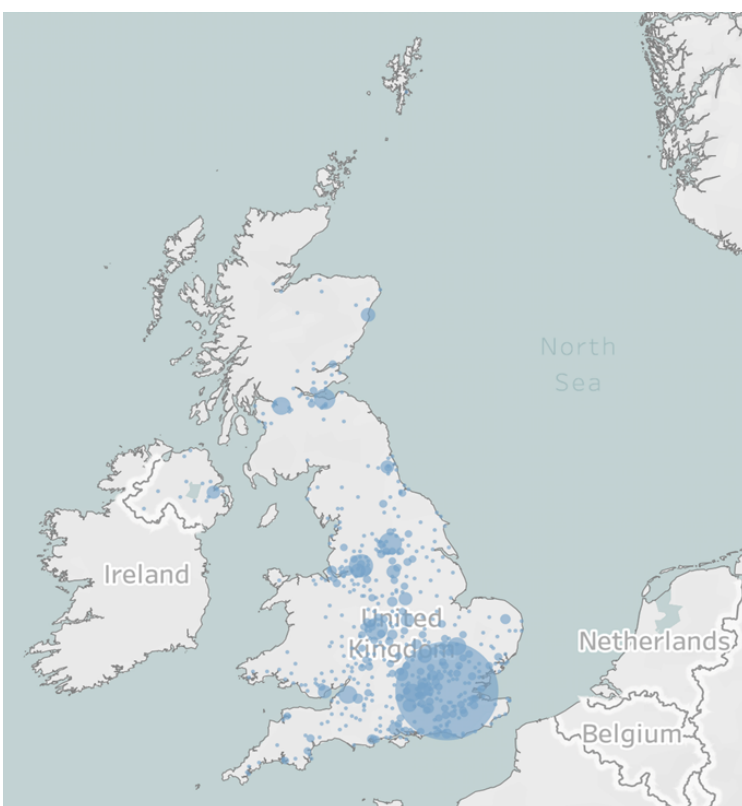 North
Sea
Ireland
United
Kingdom
Netherlands
Belgium